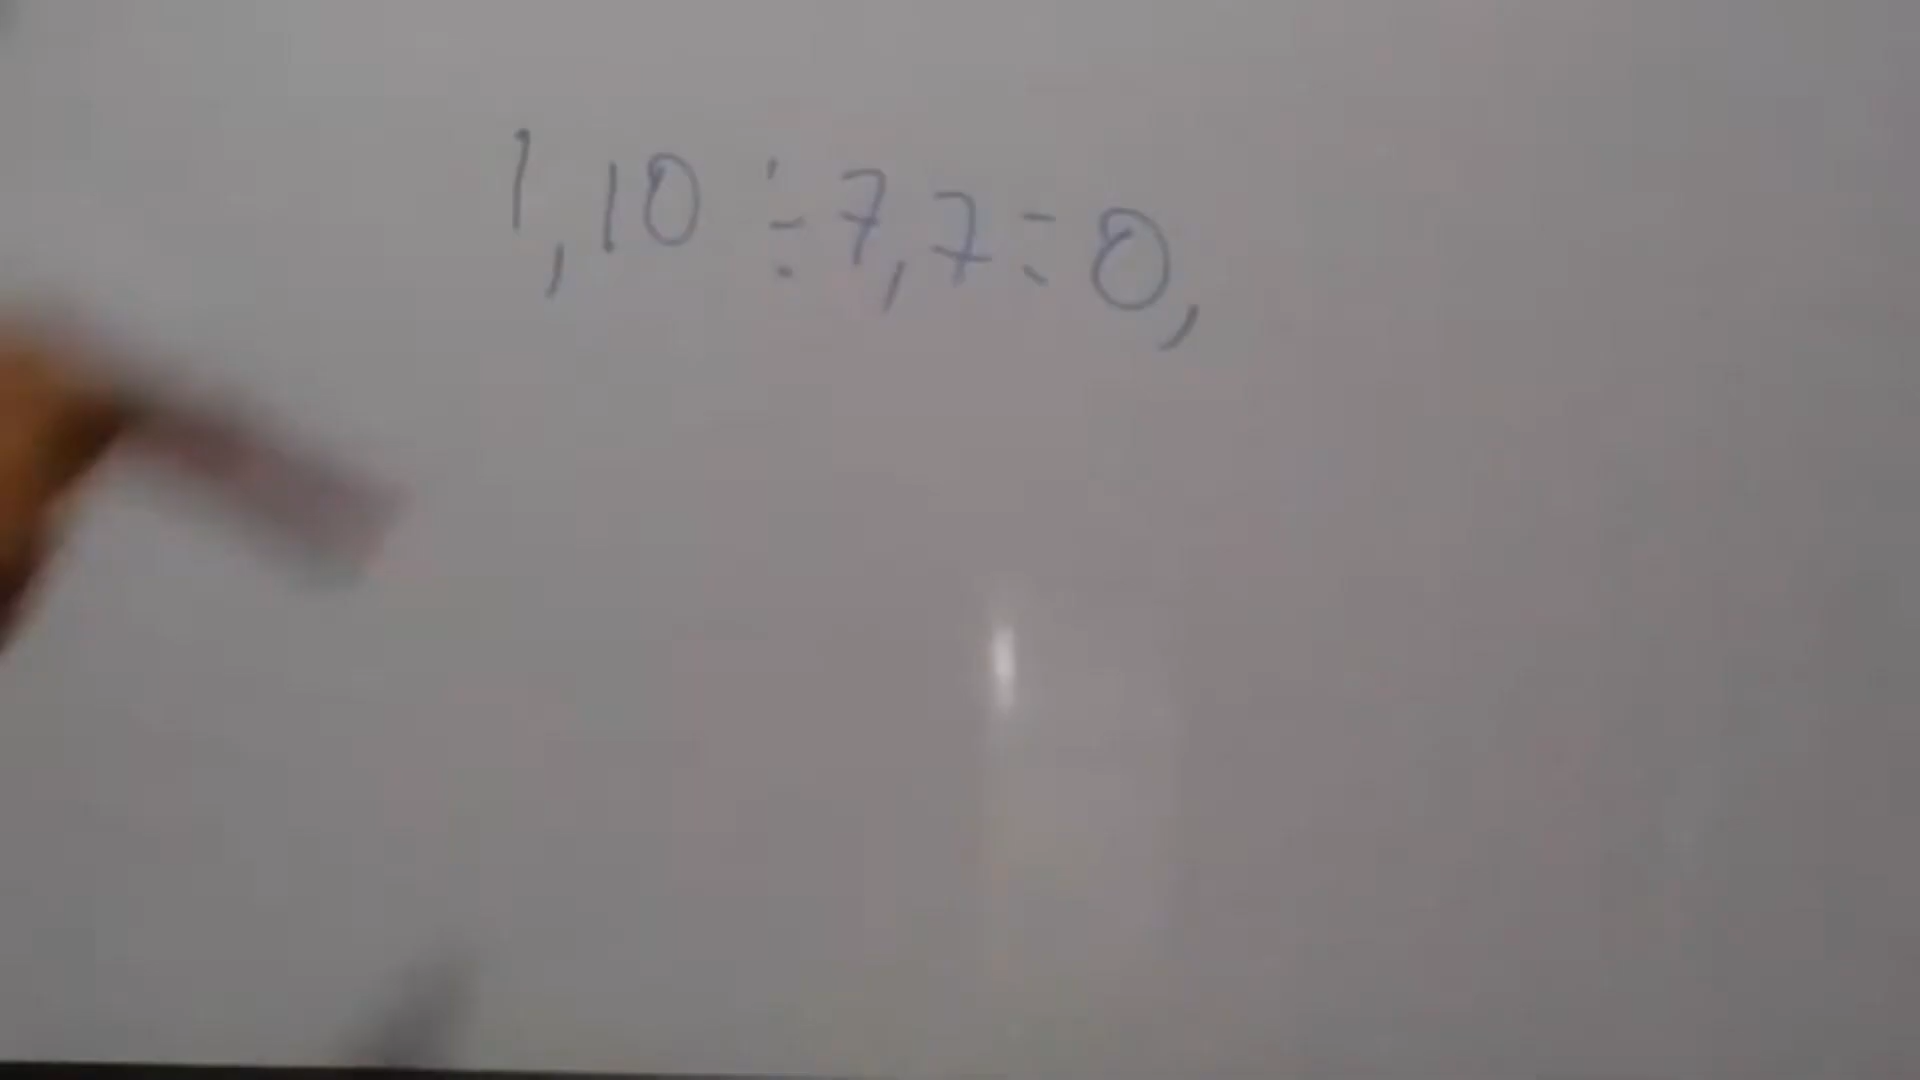 1,10 ÷ 7,7 = 0,